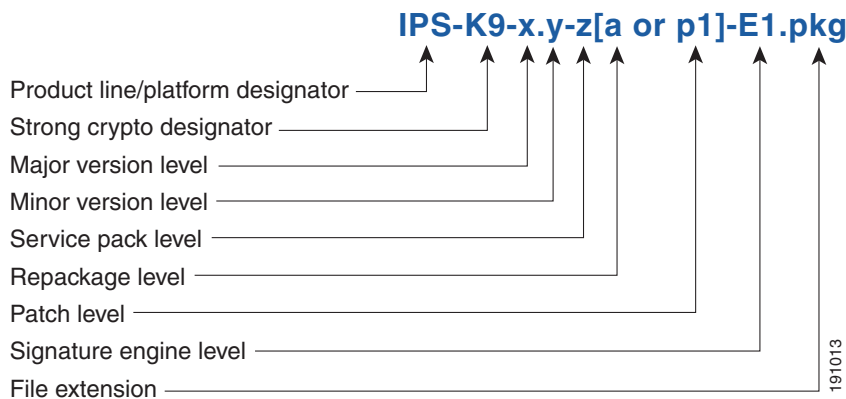 IPS-K9-x.y-z[a or p1]-E1.pkg
Product line/platform designator
Strong crypto designator
Major version level
Minor version level
Service pack level
Repackage level
Patch level
Signature engine level
File extension
191013